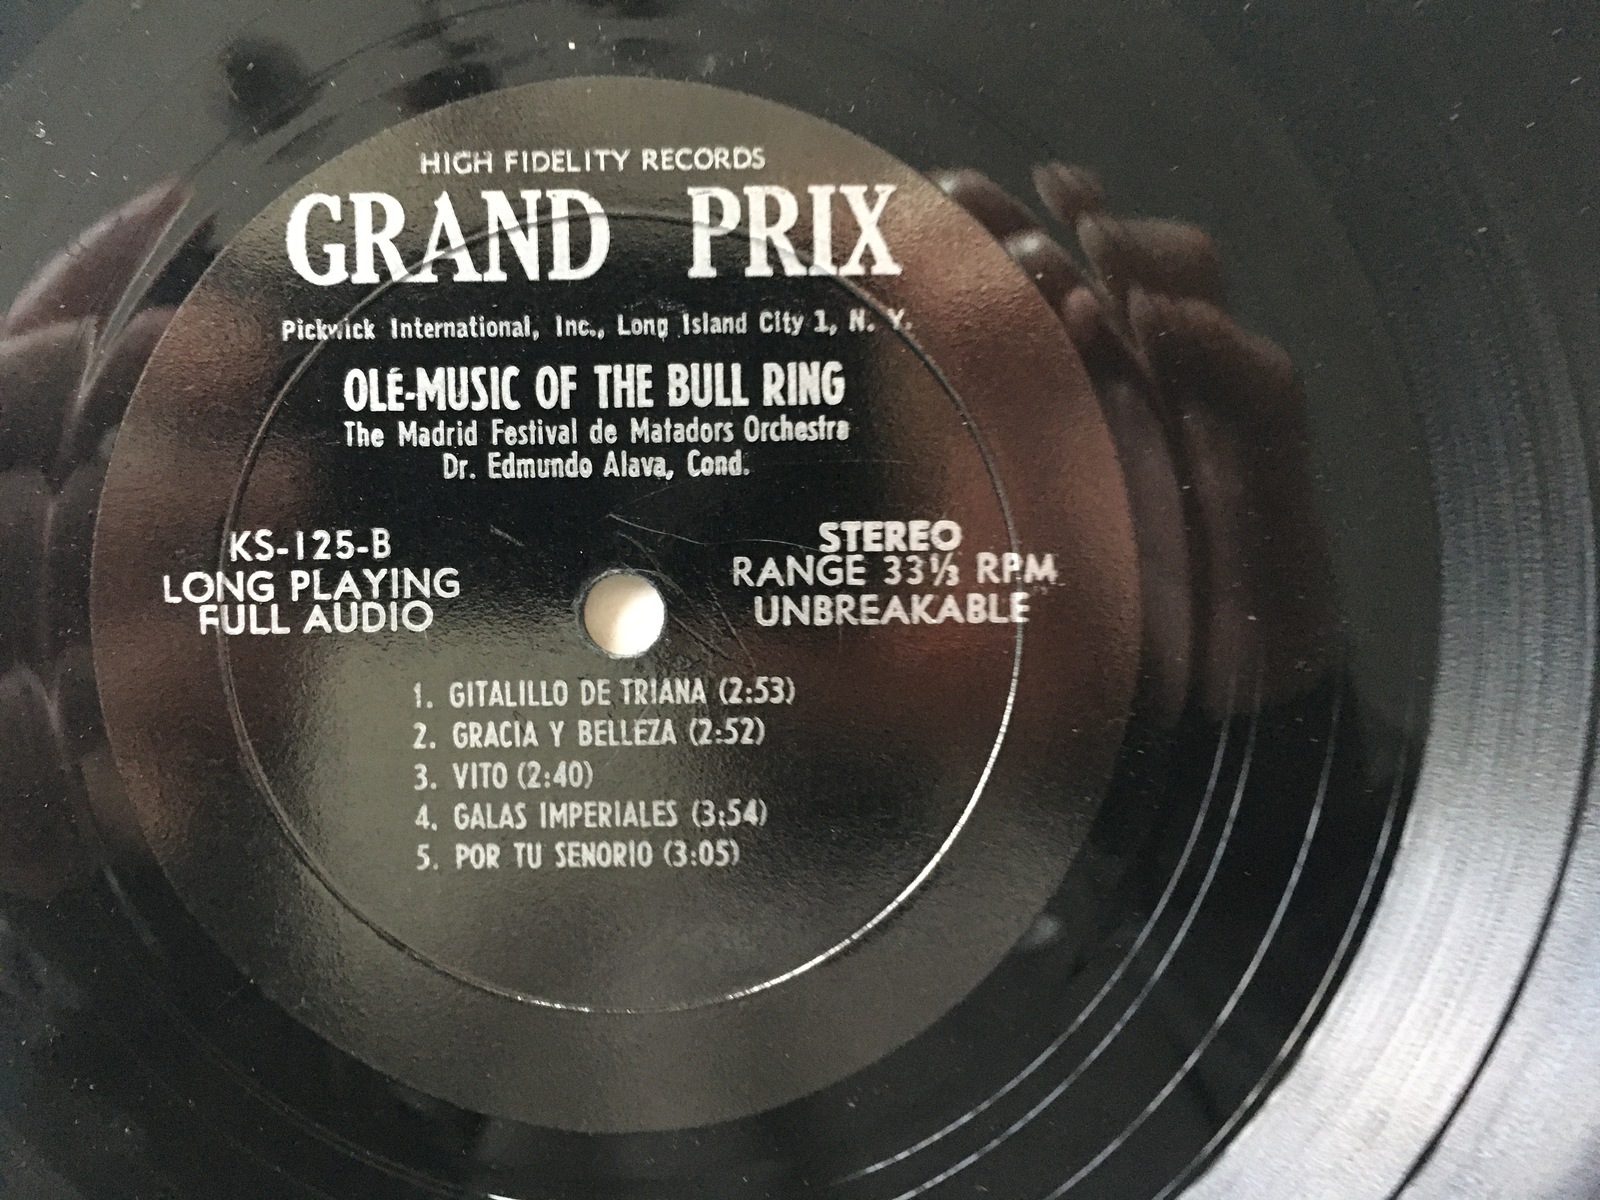 HIGH FIDELITY RECORDS
GRAND PRIX
Pickwick International, Inc., Long Island City 1, N. Y.
OLÉ-MUSIC OF THE BULL RING
The Madrid Festival de Matadors Orchestra
Dr. Edmundo Alava, Cond.
KS-125-B
LONG PLAYING
FULL AUDIO
STEREO
RANGE 33⅓ RPM
UNBREAKABLE
1. GITALILLO DE TRIANA (2:53)
2. GRACIA Y BELLEZA (2:52)
3. VITO (2:40)
4. GALAS IMPERIALES (3:54)
5. POR TU SENORIO (3:05)